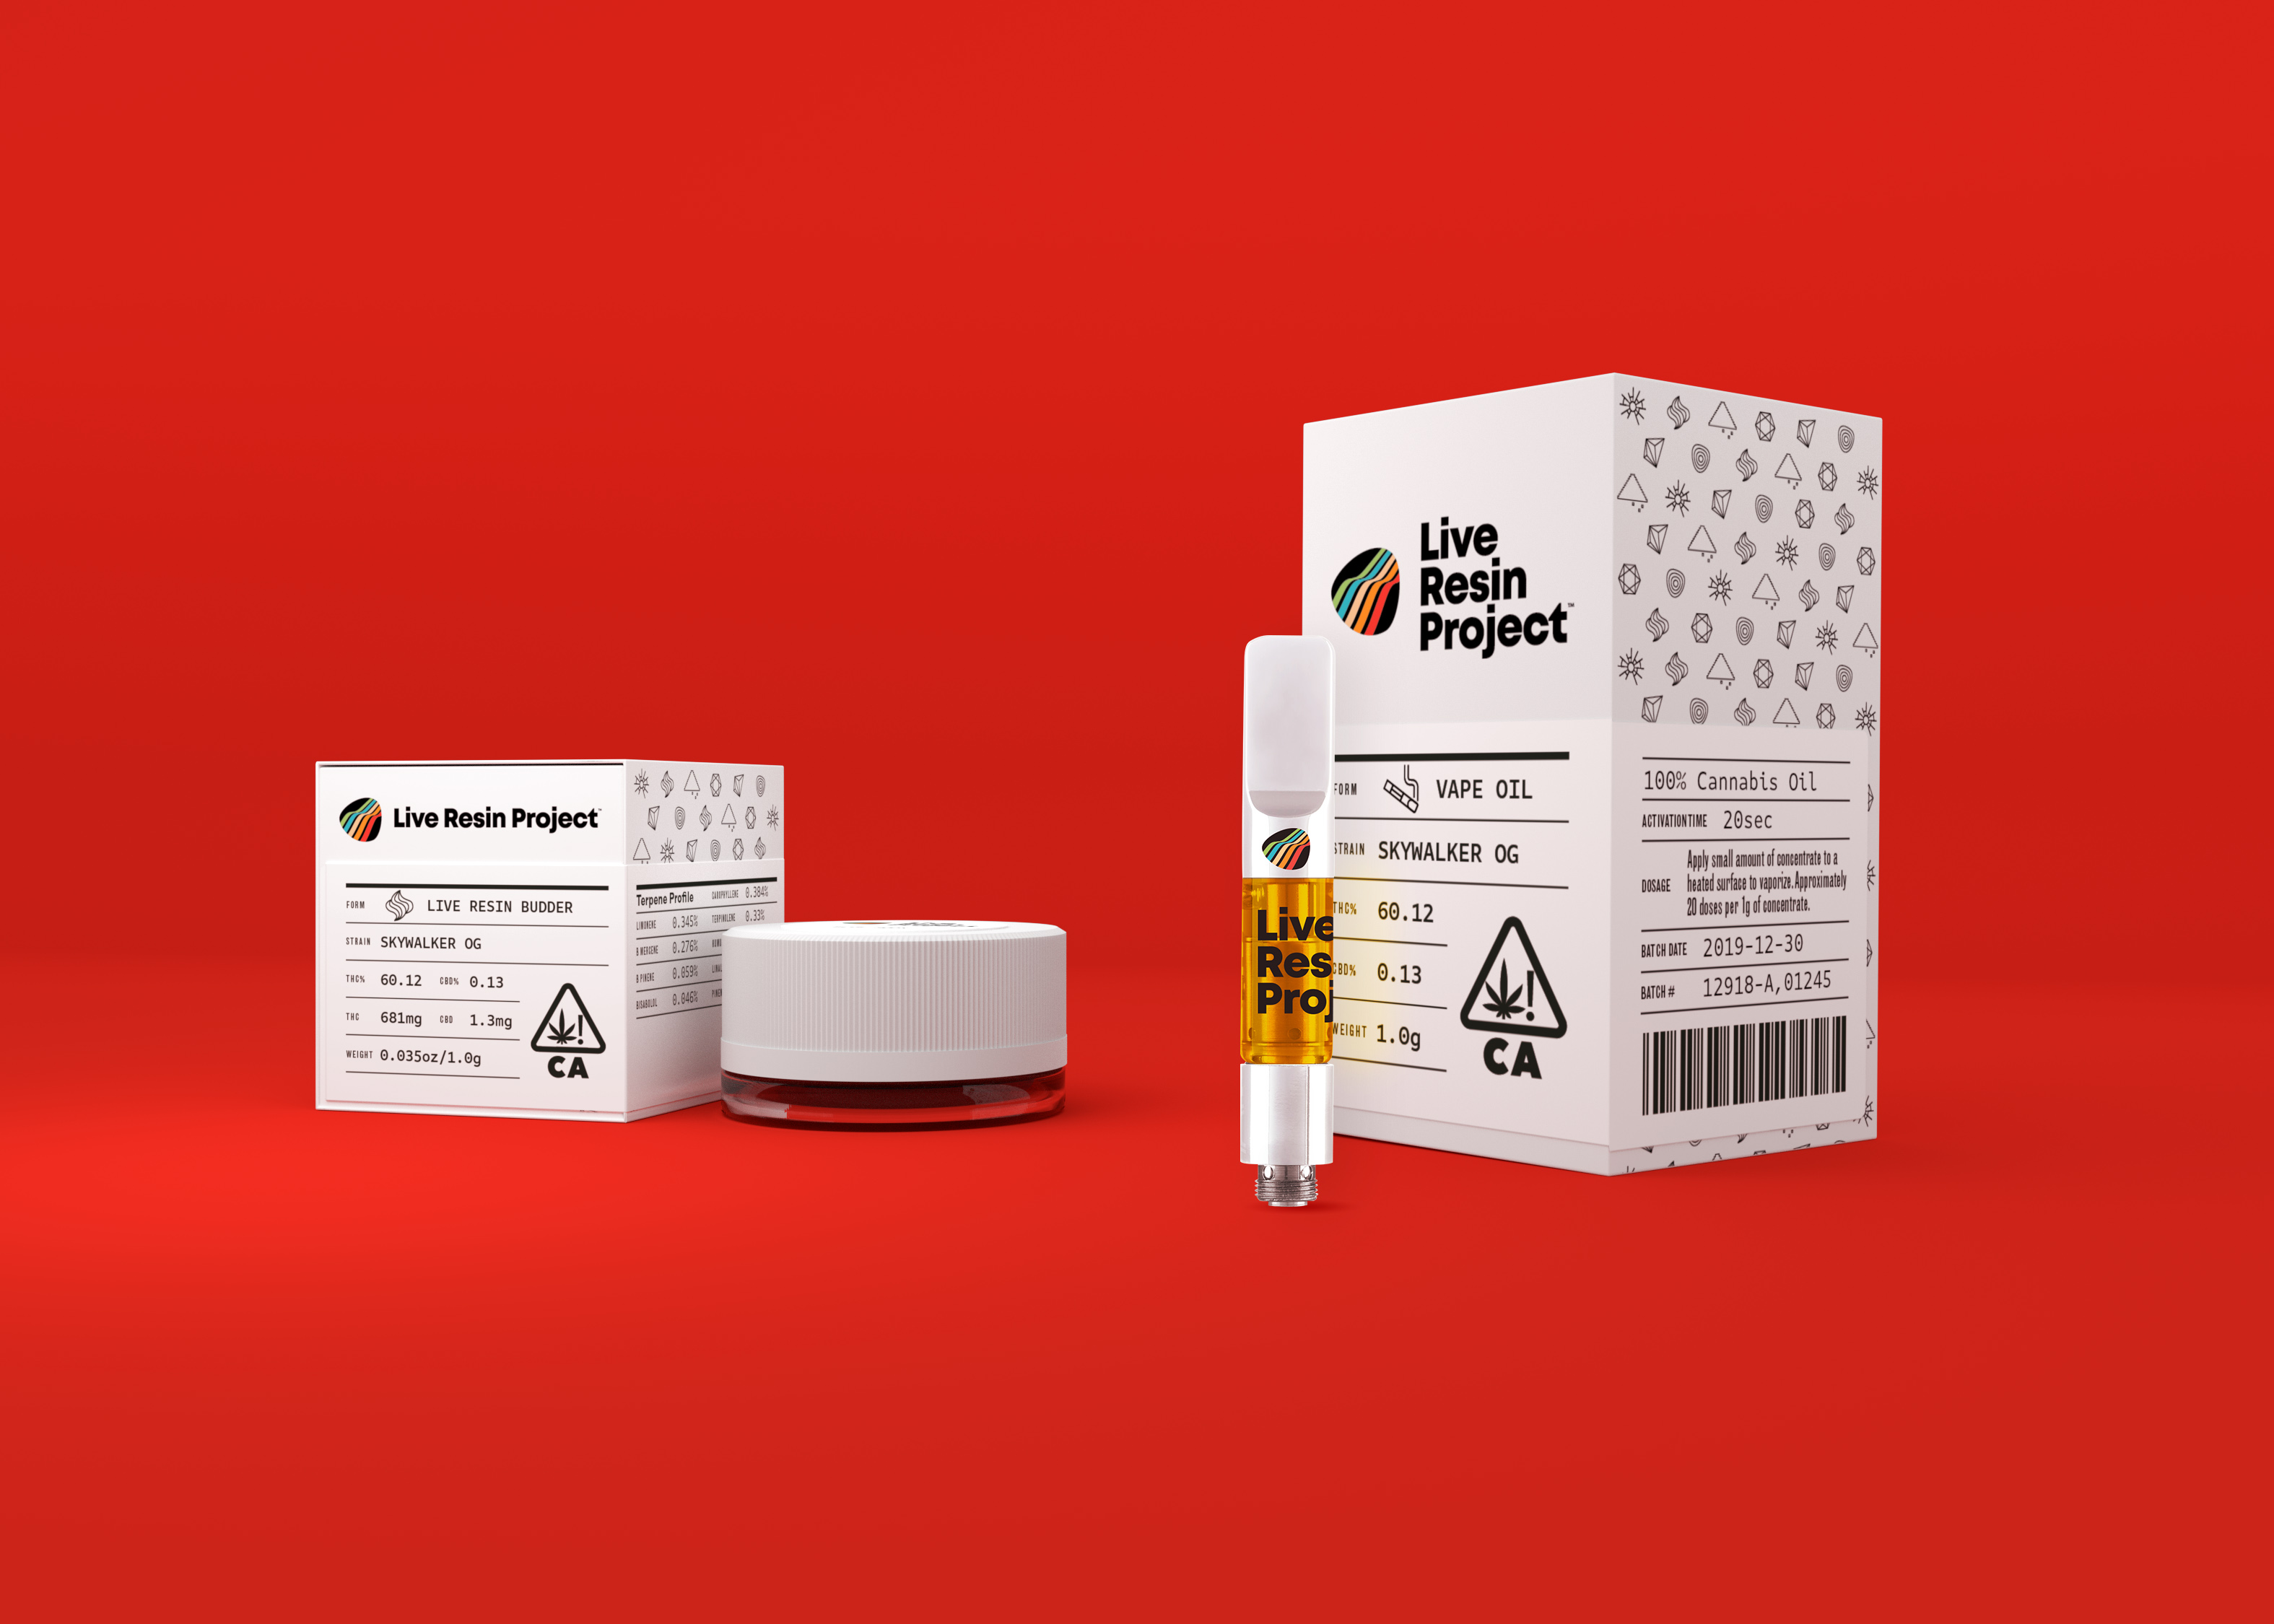 Live Resin Project™
FORM LIVE RESIN BUDDER
STRAIN SKYWALKER OG
THC% 60.12 CBD% 0.13
THC 681mg CBD 1.3mg
WEIGHT 0.035oz/1.0g
CA
Terpene Profile CAROPHYLLENE 0.384%
LIMONENE 0.345% TERPINOLENE 0.33%
B MERCENE 0.276%
B PINENE 0.059%
BISABOLOL 0.046%
Live
Resin
Project™
FORM VAPE OIL
STRAIN SKYWALKER OG
THC% 60.12
CBD% 0.13
WEIGHT 1.0g
CA
Live
Res
Proj
100% Cannabis Oil
ACTIVATION TIME 20sec
DOSAGE Apply small amount of concentrate to a
heated surface to vaporize. Approximately
20 doses per 1g of concentrate.
BATCH DATE 2019-12-30
BATCH # 12918-A,01245